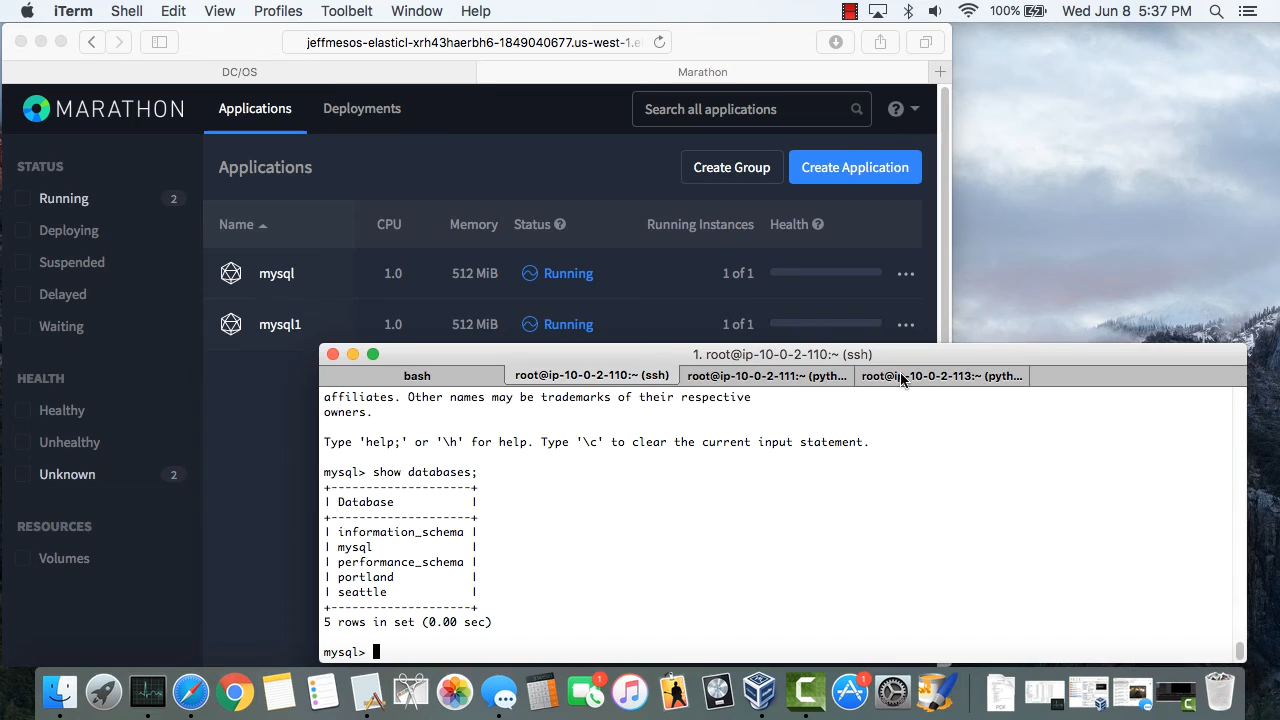 iTerm Shell Edit View Profiles Toolbelt Window Help 100% Wed Jun 8 5:37 PM
jeffmesos-elasticl-xrh43haerbh6-1849040677.us-west-1.e
DC/OS
Marathon
MARATHON
Applications
Deployments
Search all applications
STATUS
Running 2
Deploying
Suspended
Delayed
Waiting
HEALTH
Healthy
Unhealthy
Unknown 2
RESOURCES
Volumes
Applications
Create Group
Create Application
Name CPU Memory Status Running Instances Health
mysql 1.0 512 MiB Running 1 of 1
mysql1 1.0 512 MiB Running 1 of 1
1. root@ip-10-0-2-110:~ (ssh)
bash
root@ip-10-0-2-110:~ (ssh)
root@ip-10-0-2-111:~ (pyth...
root@ip-10-0-2-113:~ (pyth...
affiliates. Other names may be trademarks of their respective
owners.
Type 'help;' or '\h' for help. Type '\c' to clear the current input statement.
mysql> show databases;
+--------------------+
| Database           |
+--------------------+
| information_schema |
| mysql              |
| performance_schema |
| portland           |
| seattle            |
+--------------------+
5 rows in set (0.00 sec)
mysql>